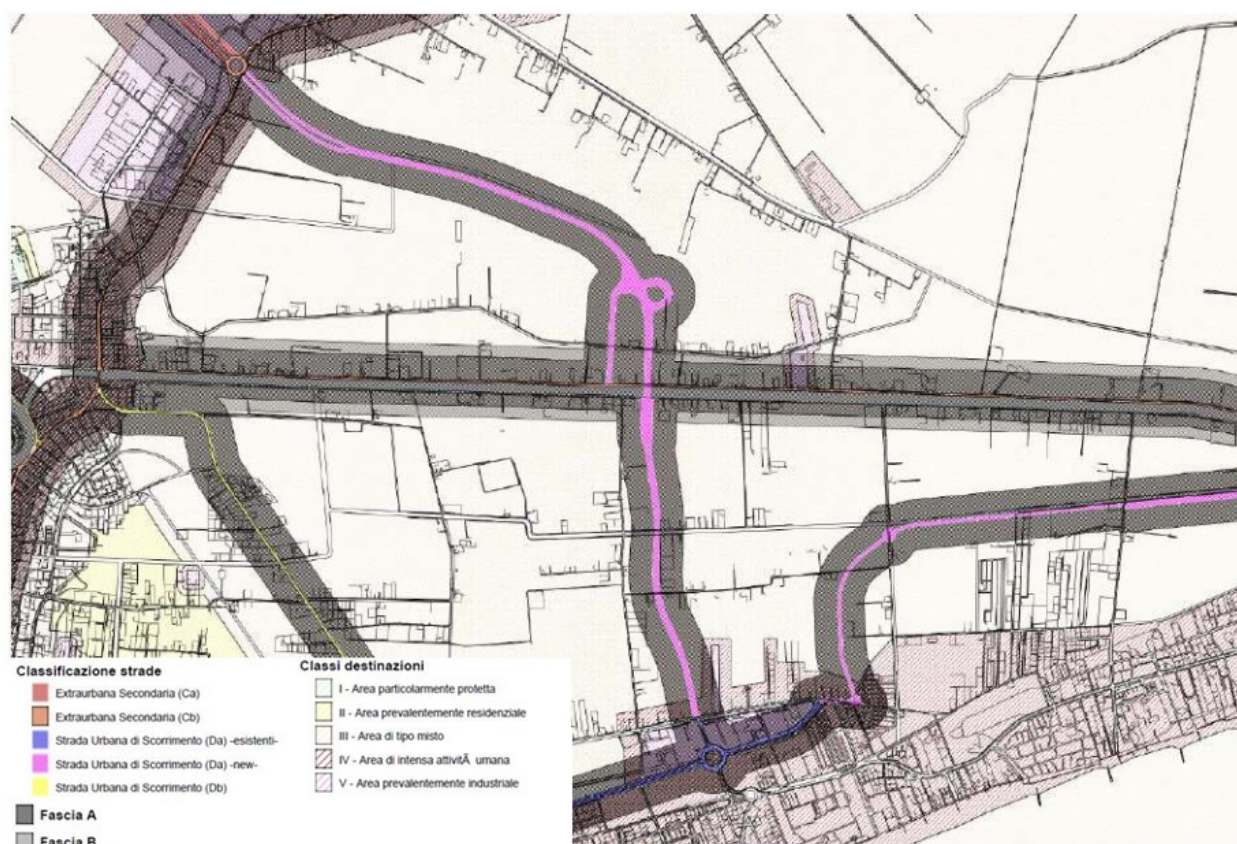 Classificazione strade
Extraurbana Secondaria (Ca)
Extraurbana Secondaria (Cb)
Strada Urbana di Scorrimento (Da) -esistenti-
Strada Urbana di Scorrimento (Da) -new-
Strada Urbana di Scorrimento (Db)
Fascia A
Fascia B
Classi destinazioni
I - Area particolarmente protetta
II - Area prevalentemente residenziale
III - Area di tipo misto
IV - Area di intensa attivitÃ umana
V - Area prevalentemente industriale